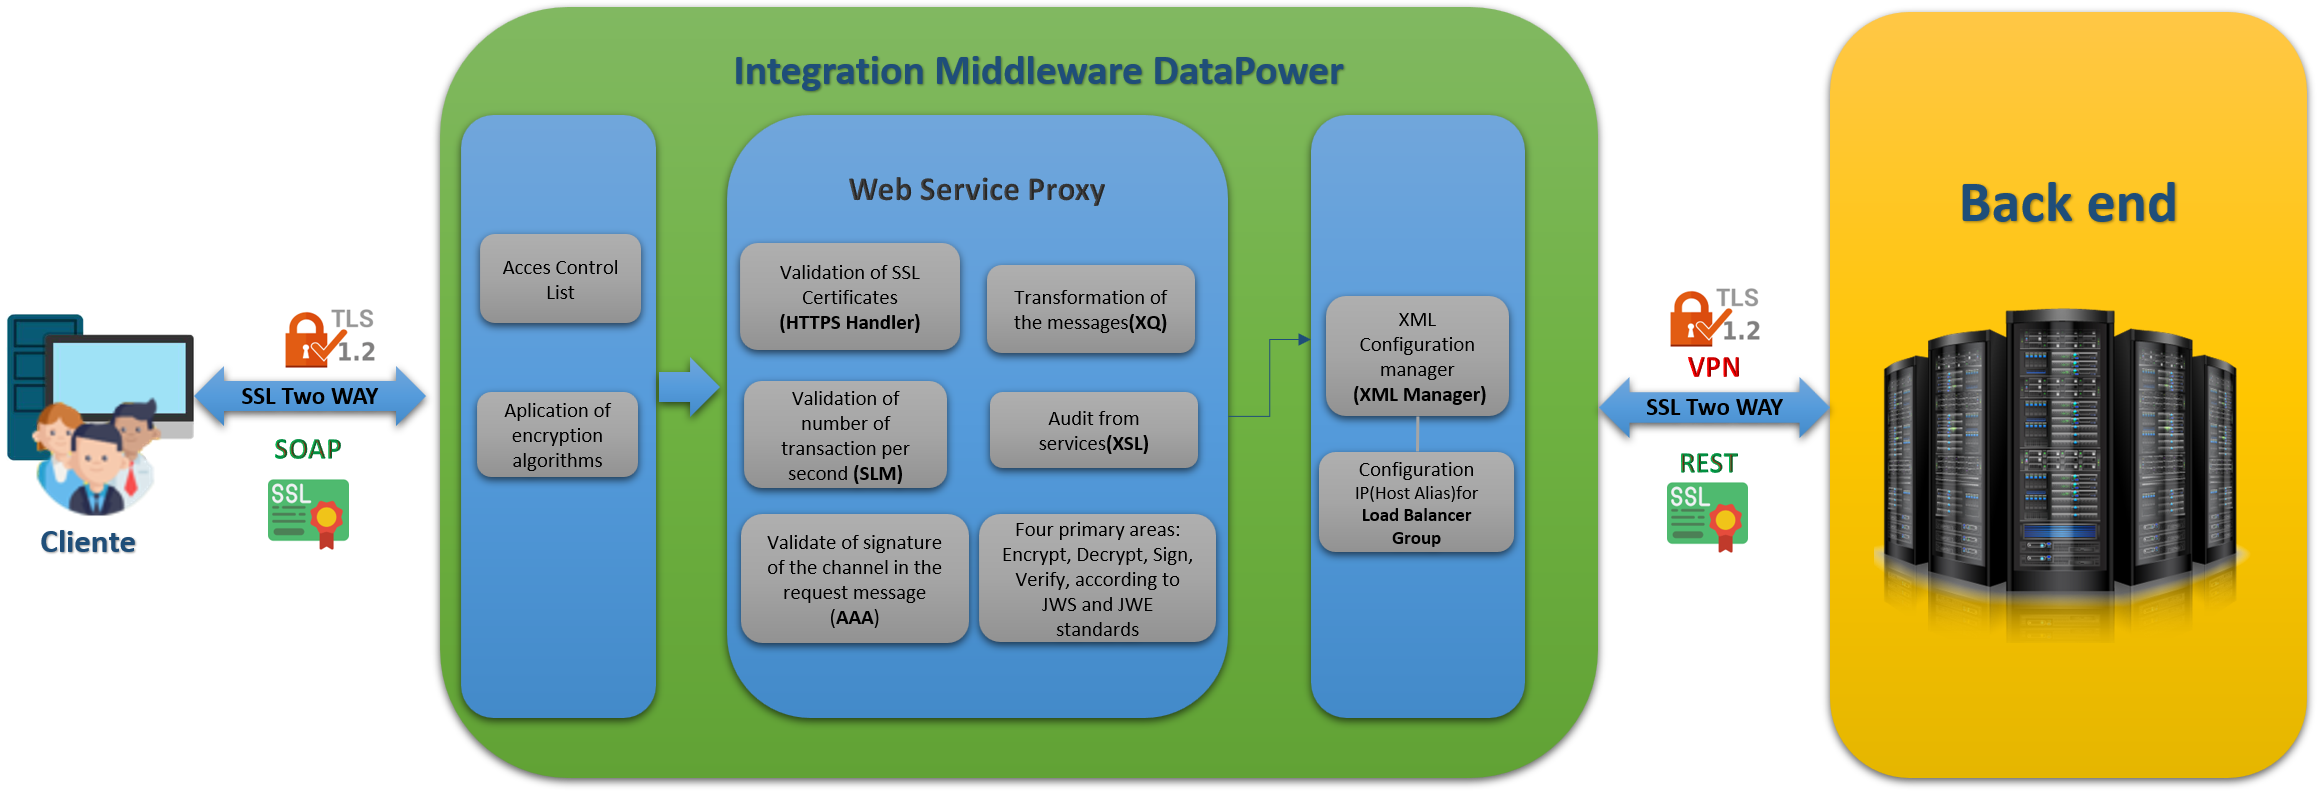 Integration Middleware DataPower
Cliente
TLS
1.2
SSL Two WAY
SOAP
SSL
Acces Control
List
Aplication of
encryption
algorithms
Web Service Proxy
Validation of SSL
Certificates
(HTTPS Handler)
Transformation of
the messages(XQ)
Validation of
number of
transaction per
second (SLM)
Audit from
services(XSL)
Validate of signature
of the channel in the
request message
(AAA)
Four primary areas:
Encrypt, Decrypt, Sign,
Verify, according to
JWS and JWE
standards
XML
Configuration
manager
(XML Manager)
Configuration
IP(Host Alias)for
Load Balancer
Group
TLS
1.2
VPN
SSL Two WAY
REST
SSL
Back end